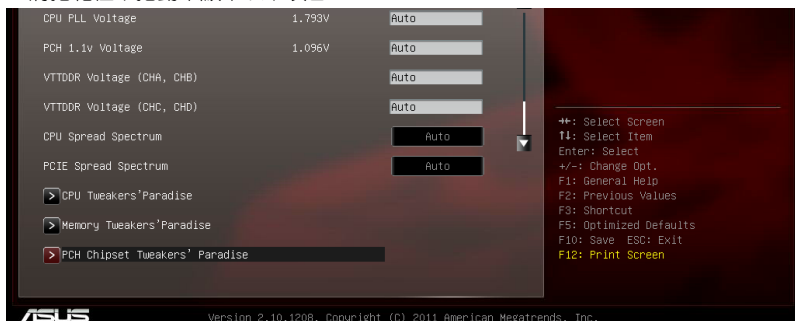 CPU PLL Voltage 1.793V Auto
PCH 1.1v Voltage 1.096V Auto
VTTDDR Voltage (CHA, CHB) Auto
VTTDDR Voltage (CHC, CHD) Auto
CPU Spread Spectrum Auto
PCIE Spread Spectrum Auto
> CPU Tweakers'Paradise
> Memory Tweakers'Paradise
> PCH Chipset Tweakers' Paradise
→←: Select Screen
↑↓: Select Item
Enter: Select
+/-: Change Opt.
F1: General Help
F2: Previous Values
F3: Shortcut
F5: Optimized Defaults
F10: Save ESC: Exit
F12: Print Screen
ASUS
Version 2.10.1208. Copyright (C) 2011 American Megatrends, Inc.